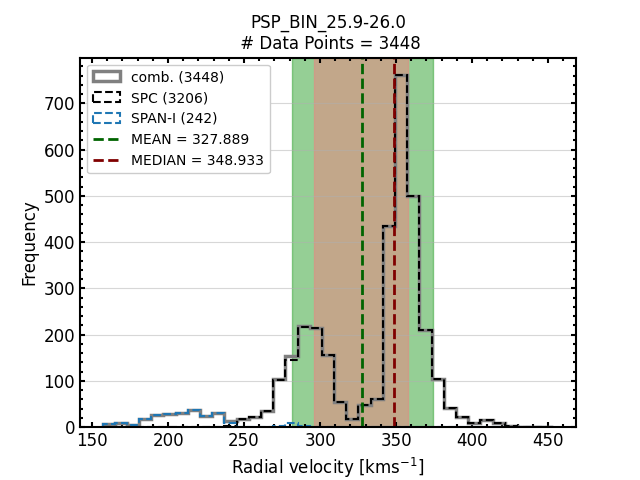 PSP_BIN_25.9-26.0
# Data Points = 3448
comb. (3448)
SPC (3206)
SPAN-I (242)
MEAN = 327.889
MEDIAN = 348.933
Frequency
700
600
500
400
300
200
100
0
150 200 250 300 350 400 450
Radial velocity [kms⁻¹]